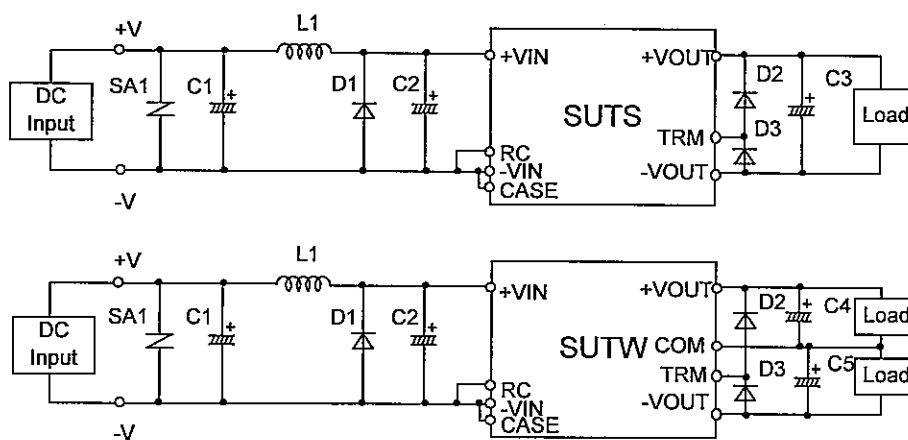 +V
L1
+VIN
+VOUT
D2
C3
SA1
C1
+
D1
C2
+
+
DC
Input
SUTS
D3
Load
TRM
RC
-VIN
CASE
-VOUT
-V
+V
L1
+VIN
+VOUT
D2
C4
SA1
C1
+
D1
C2
+
+
Load
DC
Input
SUTW
COM
D3
C5
+
TRM
Load
RC
-VIN
CASE
-VOUT
-V